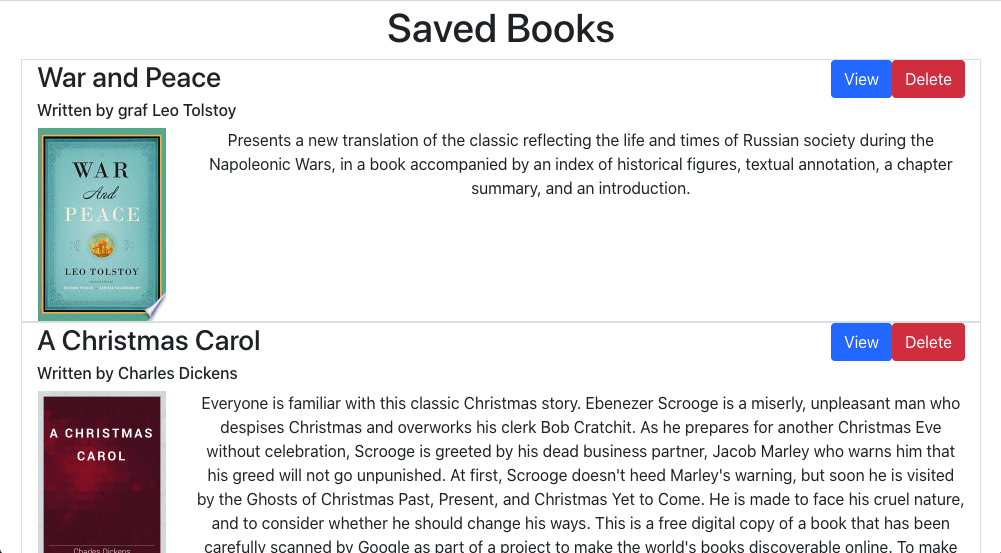 Saved Books
War and Peace
View Delete
Written by graf Leo Tolstoy
WAR
And
PEACE
LEO TOLSTOY
Presents a new translation of the classic reflecting the life and times of Russian society during the
Napoleonic Wars, in a book accompanied by an index of historical figures, textual annotation, a chapter
summary, and an introduction.
A Christmas Carol
View Delete
Written by Charles Dickens
A CHRISTMAS
CAROL
Charles Dickens
Everyone is familiar with this classic Christmas story. Ebenezer Scrooge is a miserly, unpleasant man who
despises Christmas and overworks his clerk Bob Cratchit. As he prepares for another Christmas Eve
without celebration, Scrooge is greeted by his dead business partner, Jacob Marley who warns him that
his greed will not go unpunished. At first, Scrooge doesn't heed Marley's warning, but soon he is visited
by the Ghosts of Christmas Past, Present, and Christmas Yet to Come. He is made to face his cruel nature,
and to consider whether he should change his ways. This is a free digital copy of a book that has been
carefully scanned by Google as part of a project to make the world's books discoverable online. To make